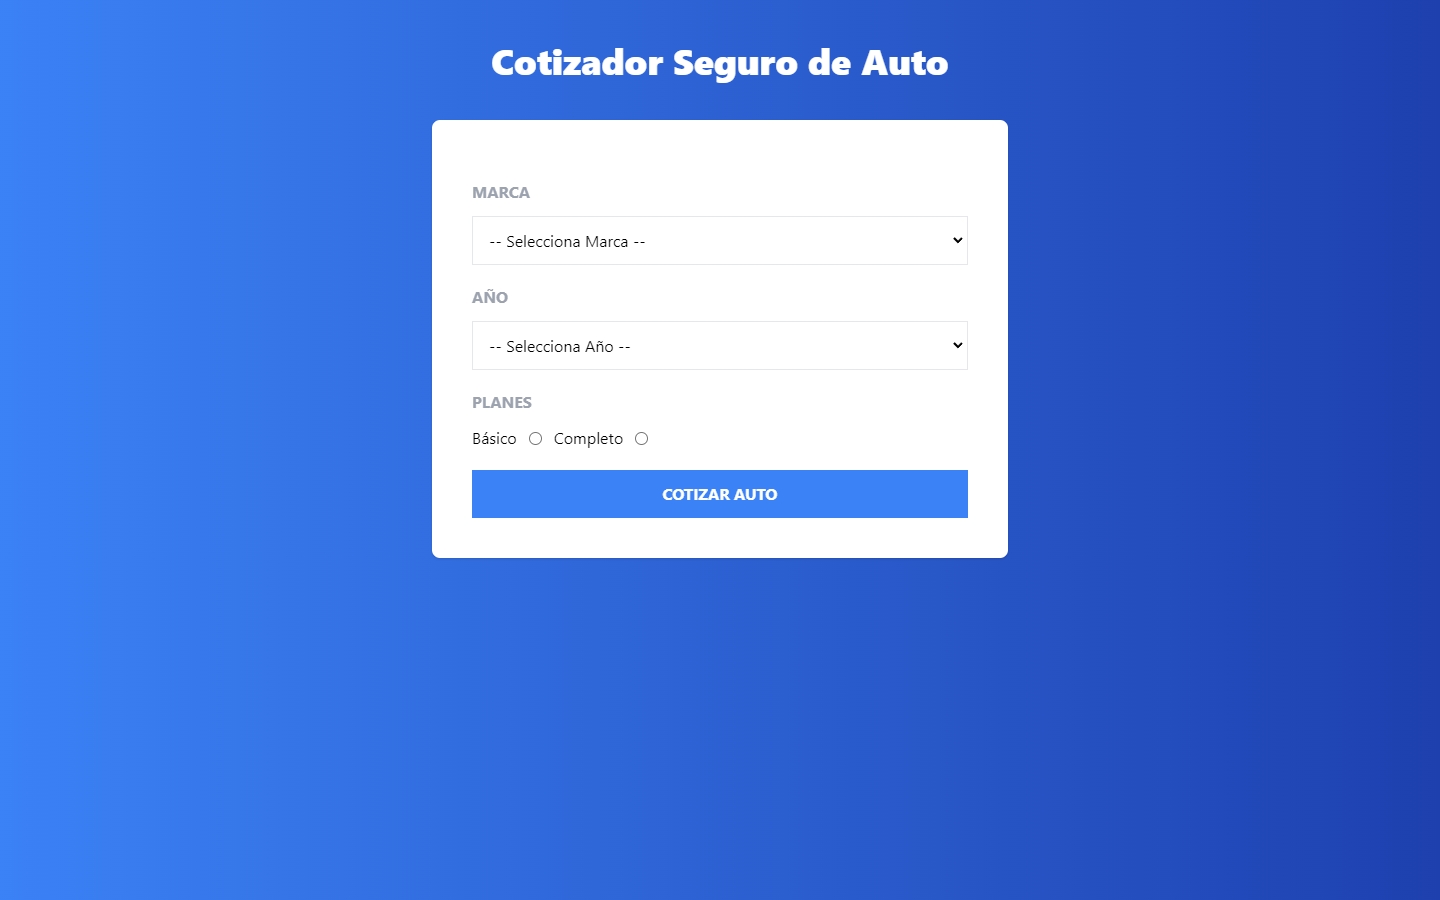 Cotizador Seguro de Auto
MARCA
-- Selecciona Marca --
AÑO
-- Selecciona Año --
PLANES
Básico Completo
COTIZAR AUTO